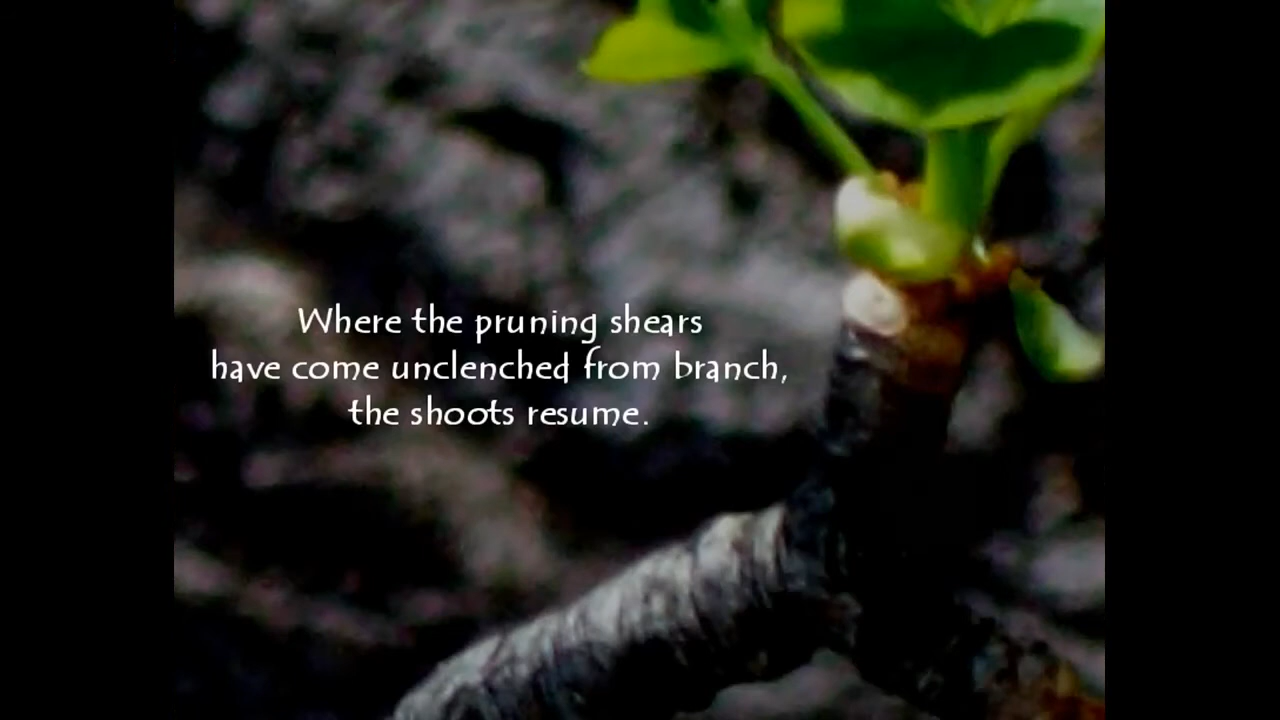 Where the pruning shears
have come unclenched from branch,
the shoots resume.